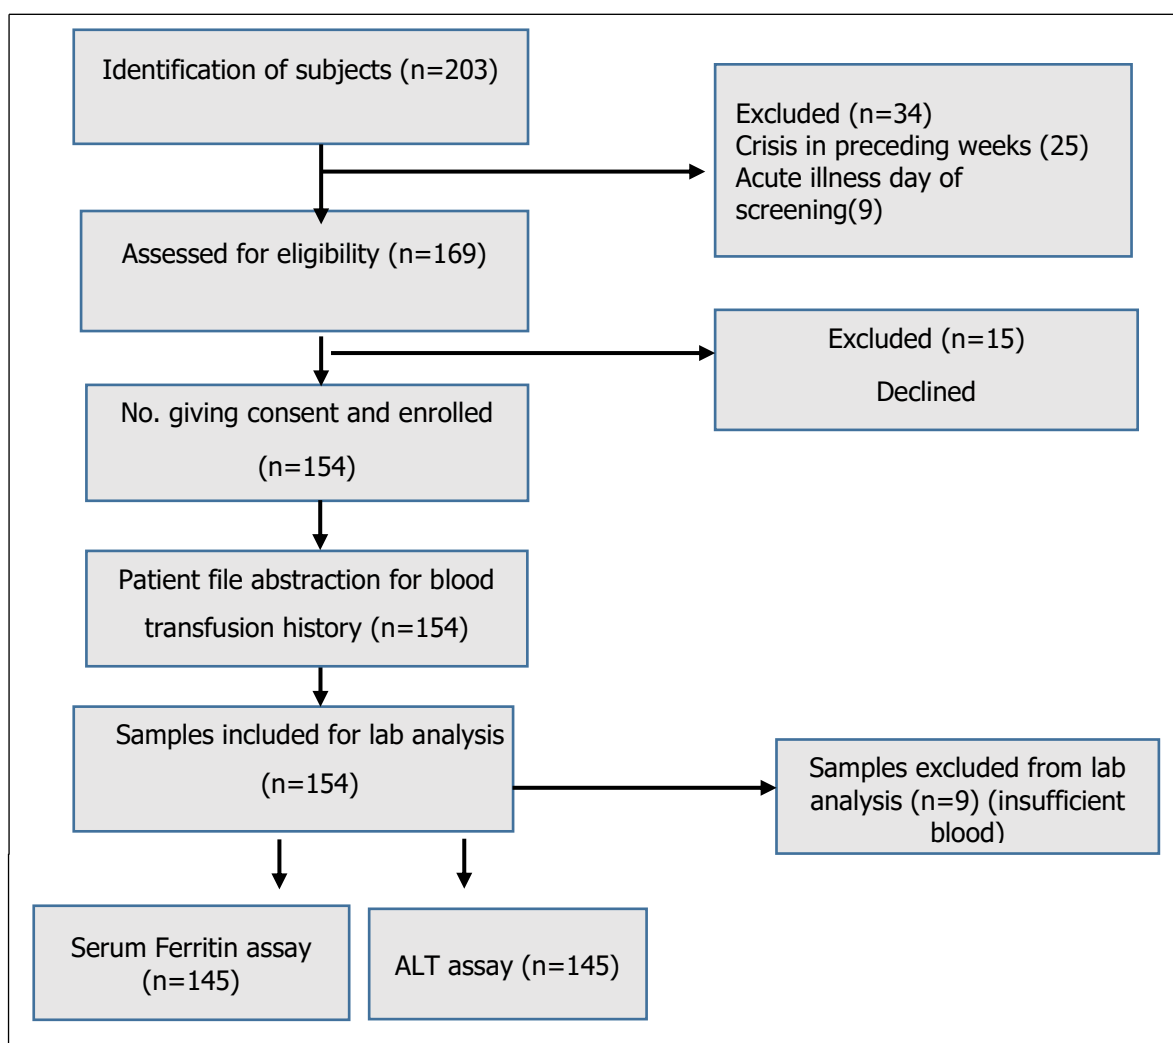 Identification of subjects (n=203)
Excluded (n=34)
Crisis in preceding weeks (25)
Acute illness day of
screening(9)
Assessed for eligibility (n=169)
Excluded (n=15)
Declined
No. giving consent and enrolled
(n=154)
Patient file abstraction for blood
transfusion history (n=154)
Samples included for lab analysis
(n=154)
Samples excluded from lab
analysis (n=9) (insufficient
blood)
Serum Ferritin assay
(n=145)
ALT assay (n=145)